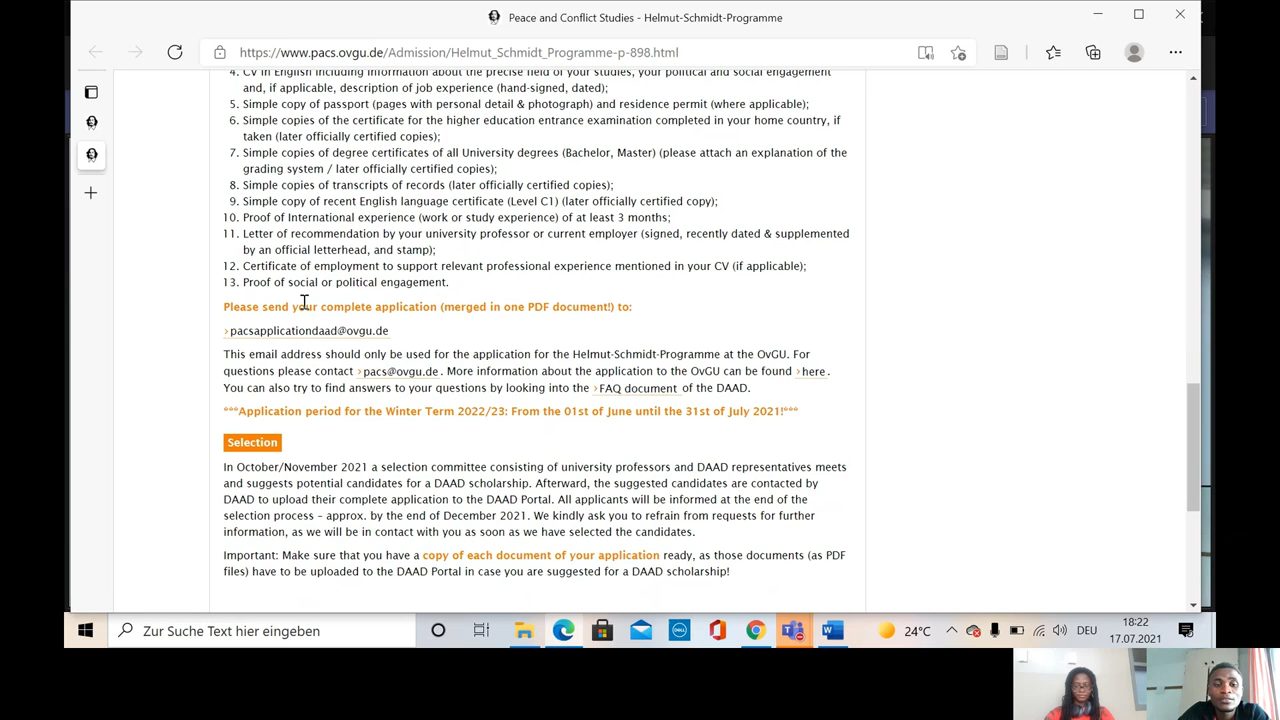 Peace and Conflict Studies - Helmut-Schmidt-Programme
https://www.pacs.ovgu.de/Admission/Helmut_Schmidt_Programme-p-898.html
4. CV in English including information about the precise field of your studies, your political and social engagement
and, if applicable, description of job experience (hand-signed, dated);
5. Simple copy of passport (pages with personal detail & photograph) and residence permit (where applicable);
6. Simple copies of the certificate for the higher education entrance examination completed in your home country, if
taken (later officially certified copies);
7. Simple copies of degree certificates of all University degrees (Bachelor, Master) (please attach an explanation of the
grading system / later officially certified copies);
8. Simple copies of transcripts of records (later officially certified copies);
9. Simple copy of recent English language certificate (Level C1) (later officially certified copy);
10. Proof of International experience (work or study experience) of at least 3 months;
11. Letter of recommendation by your university professor or current employer (signed, recently dated & supplemented
by an official letterhead, and stamp);
12. Certificate of employment to support relevant professional experience mentioned in your CV (if applicable);
13. Proof of social or political engagement.
Please send your complete application (merged in one PDF document!) to:
›pacsapplicationdaad@ovgu.de
This email address should only be used for the application for the Helmut-Schmidt-Programme at the OvGU. For
questions please contact ›pacs@ovgu.de. More information about the application to the OvGU can be found ›here.
You can also try to find answers to your questions by looking into the ›FAQ document of the DAAD.
***Application period for the Winter Term 2022/23: From the 01st of June until the 31st of July 2021!***
Selection
In October/November 2021 a selection committee consisting of university professors and DAAD representatives meets
and suggests potential candidates for a DAAD scholarship. Afterward, the suggested candidates are contacted by
DAAD to upload their complete application to the DAAD Portal. All applicants will be informed at the end of the
selection process – approx. by the end of December 2021. We kindly ask you to refrain from requests for further
information, as we will be in contact with you as soon as we have selected the candidates.
Important: Make sure that you have a copy of each document of your application ready, as those documents (as PDF
files) have to be uploaded to the DAAD Portal in case you are suggested for a DAAD scholarship!
Zur Suche Text hier eingeben
24°C
DEU
18:22
17.07.2021